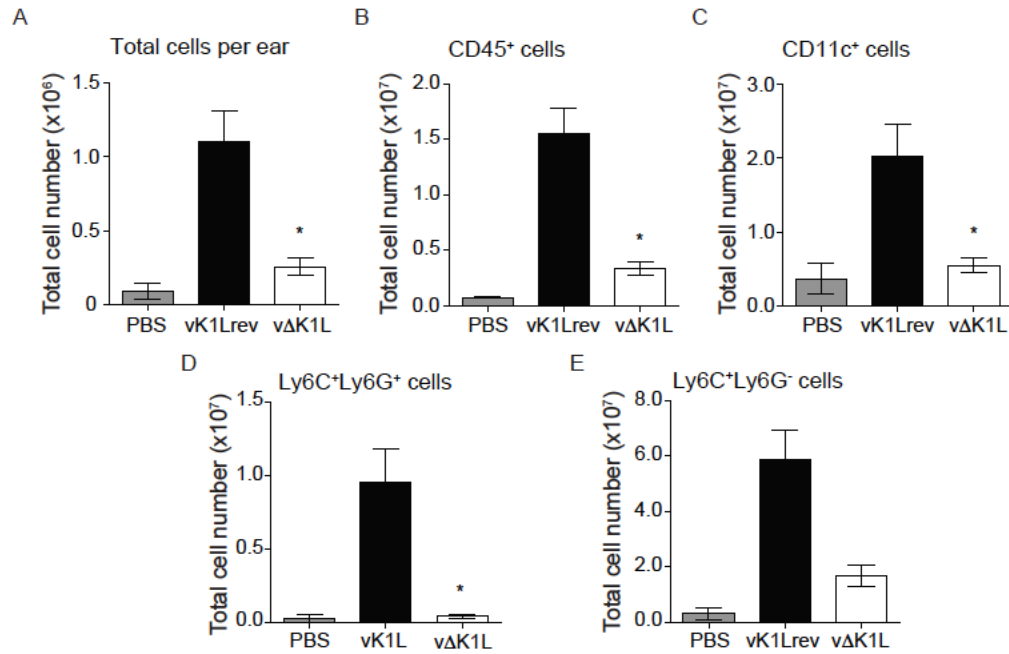 A
Total cells per ear
Total cell number (x10⁶)
1.5
1.0
0.5
0
*
PBS vK1Lrev vΔK1L
B
CD45⁺ cells
Total cell number (x10⁷)
2.0
1.5
1.0
0.5
0.0
*
PBS vK1Lrev vΔK1L
C
CD11c⁺ cells
Total cell number (x10⁷)
3.0
2.0
1.0
0.0
*
PBS vK1Lrev vΔK1L
D
Ly6C⁺Ly6G⁺ cells
Total cell number (x10⁷)
1.5
1.0
0.5
0.0
*
PBS vK1L vΔK1L
E
Ly6C⁺Ly6G⁻ cells
Total cell number (x10⁷)
8.0
6.0
4.0
2.0
0.0
PBS vK1Lrev vΔK1L